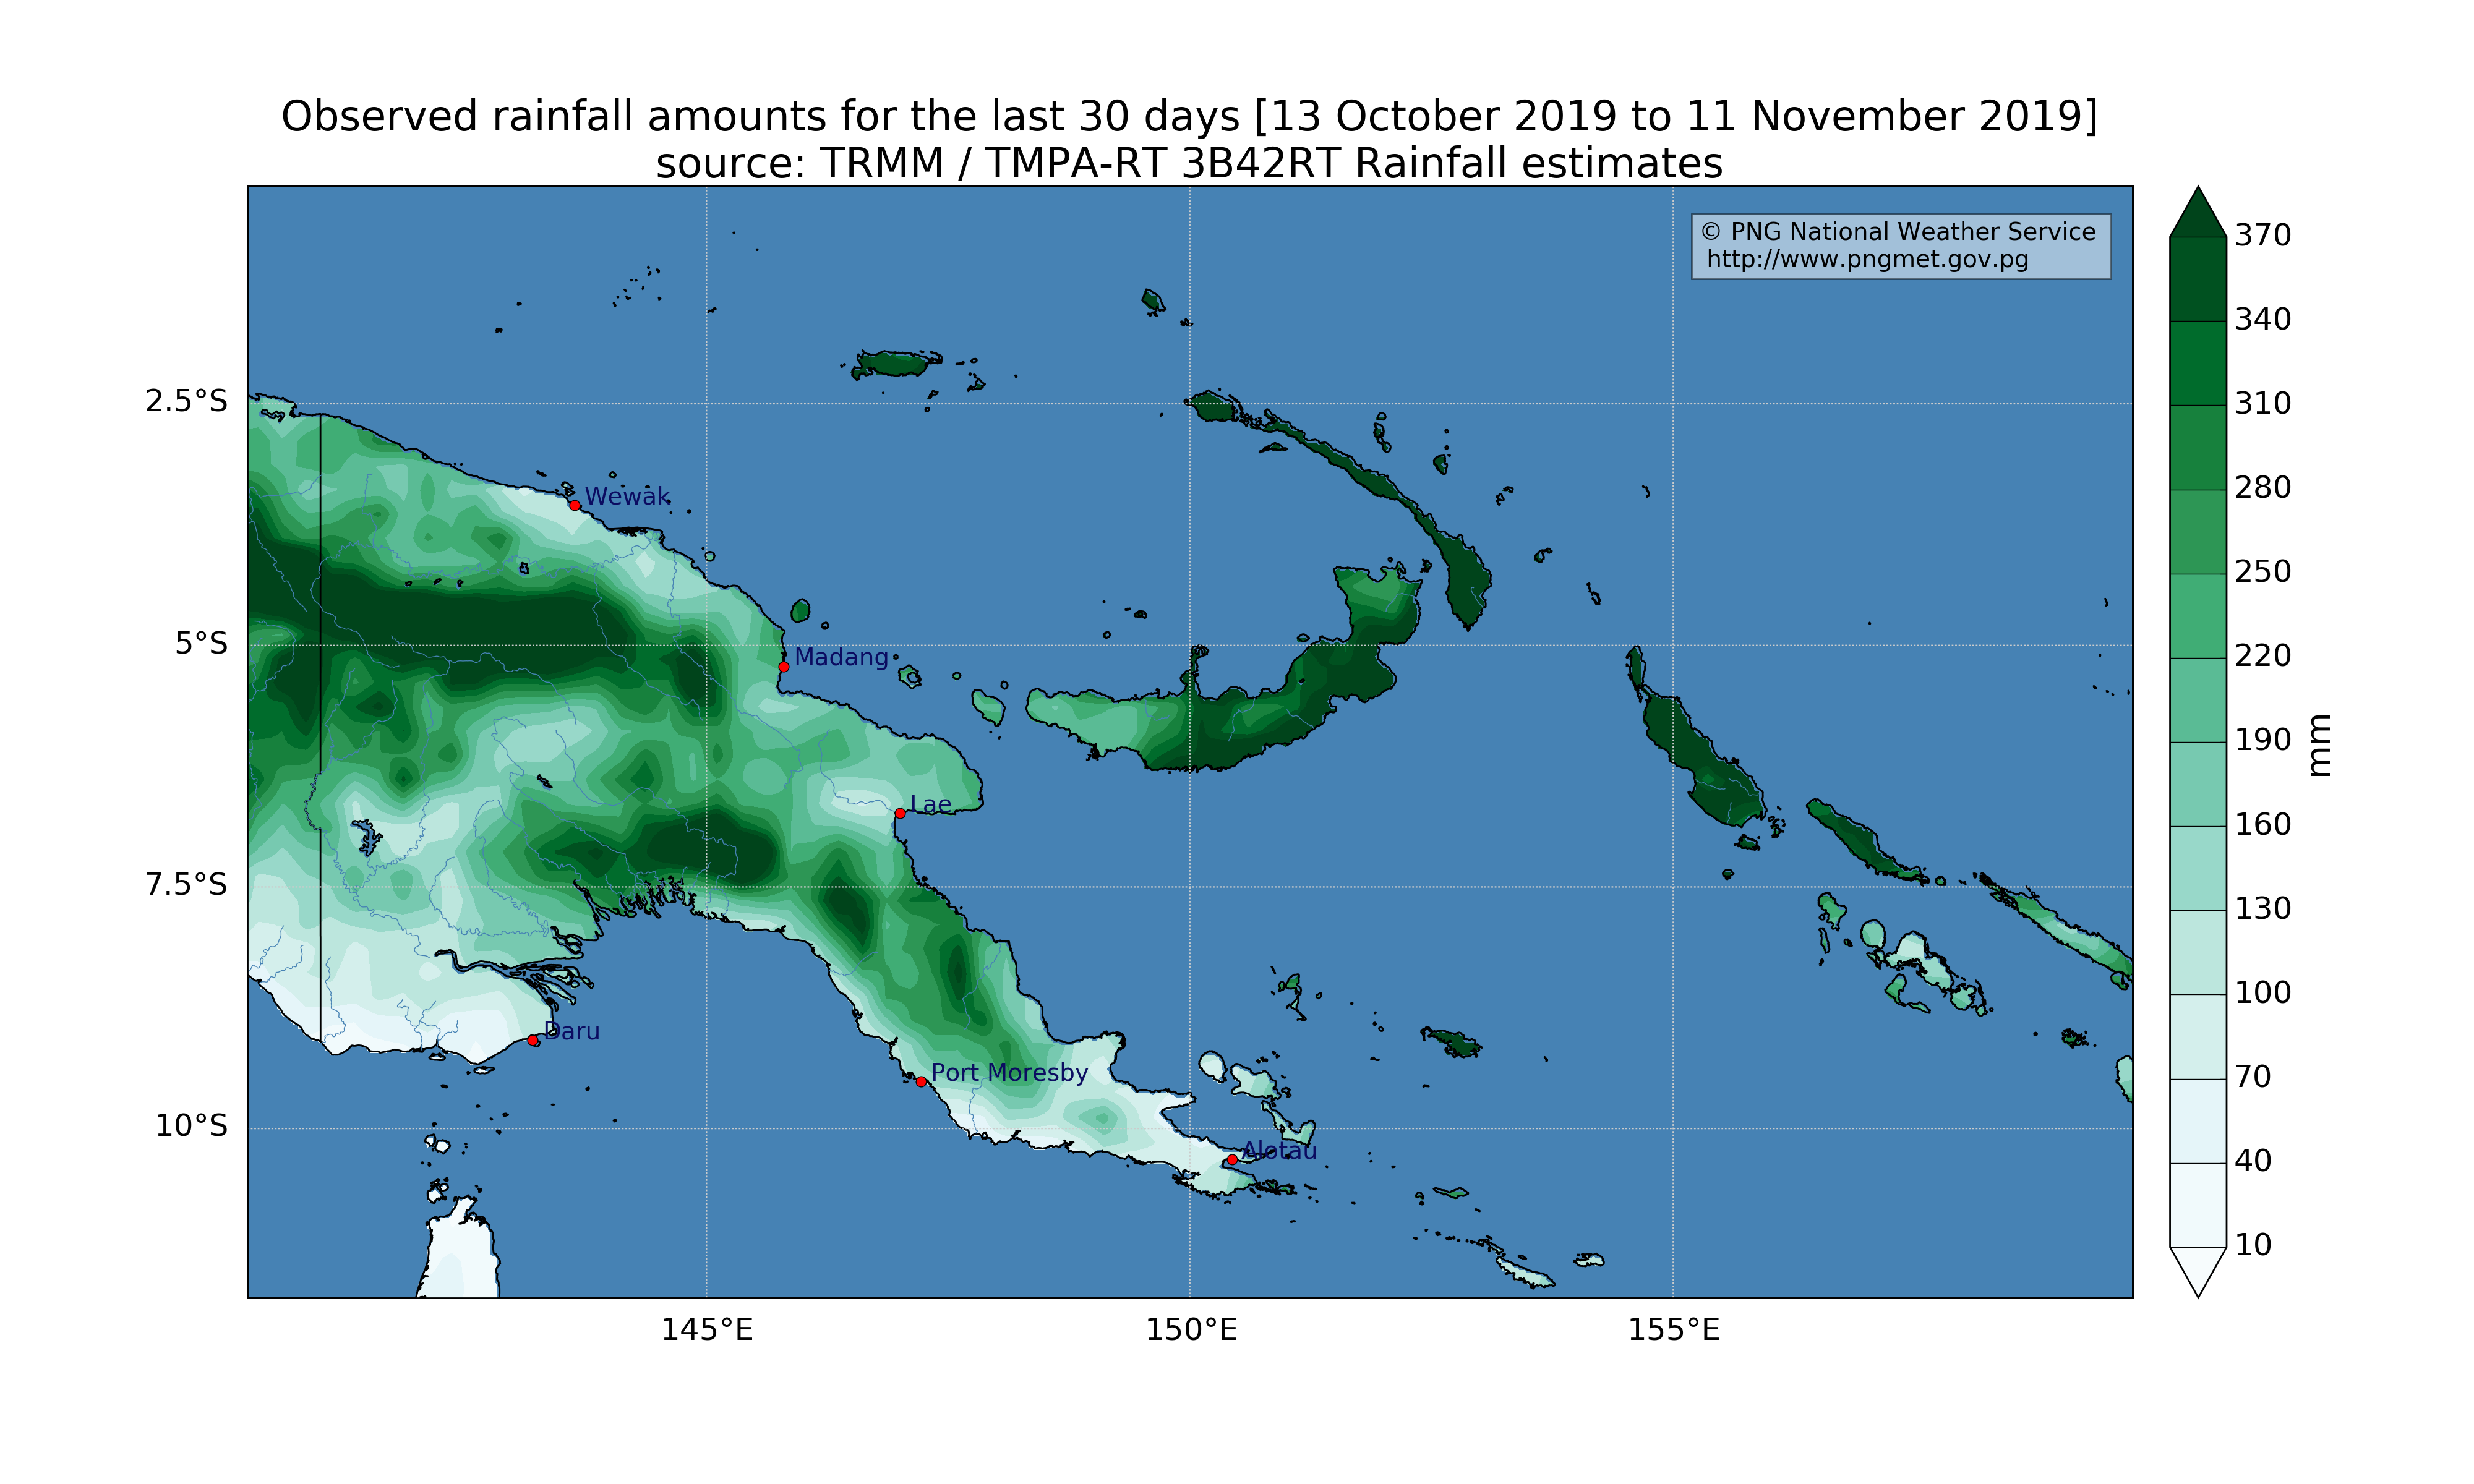 Observed rainfall amounts for the last 30 days [13 October 2019 to 11 November 2019]
source: TRMM / TMPA-RT 3B42RT Rainfall estimates
© PNG National Weather Service
http://www.pngmet.gov.pg
370
340
310
280
250
220
190
160
130
100
70
40
10
mm
2.5°S
5°S
7.5°S
10°S
Wewak
Madang
Lae
Daru
Port Moresby
Alotau
145°E
150°E
155°E